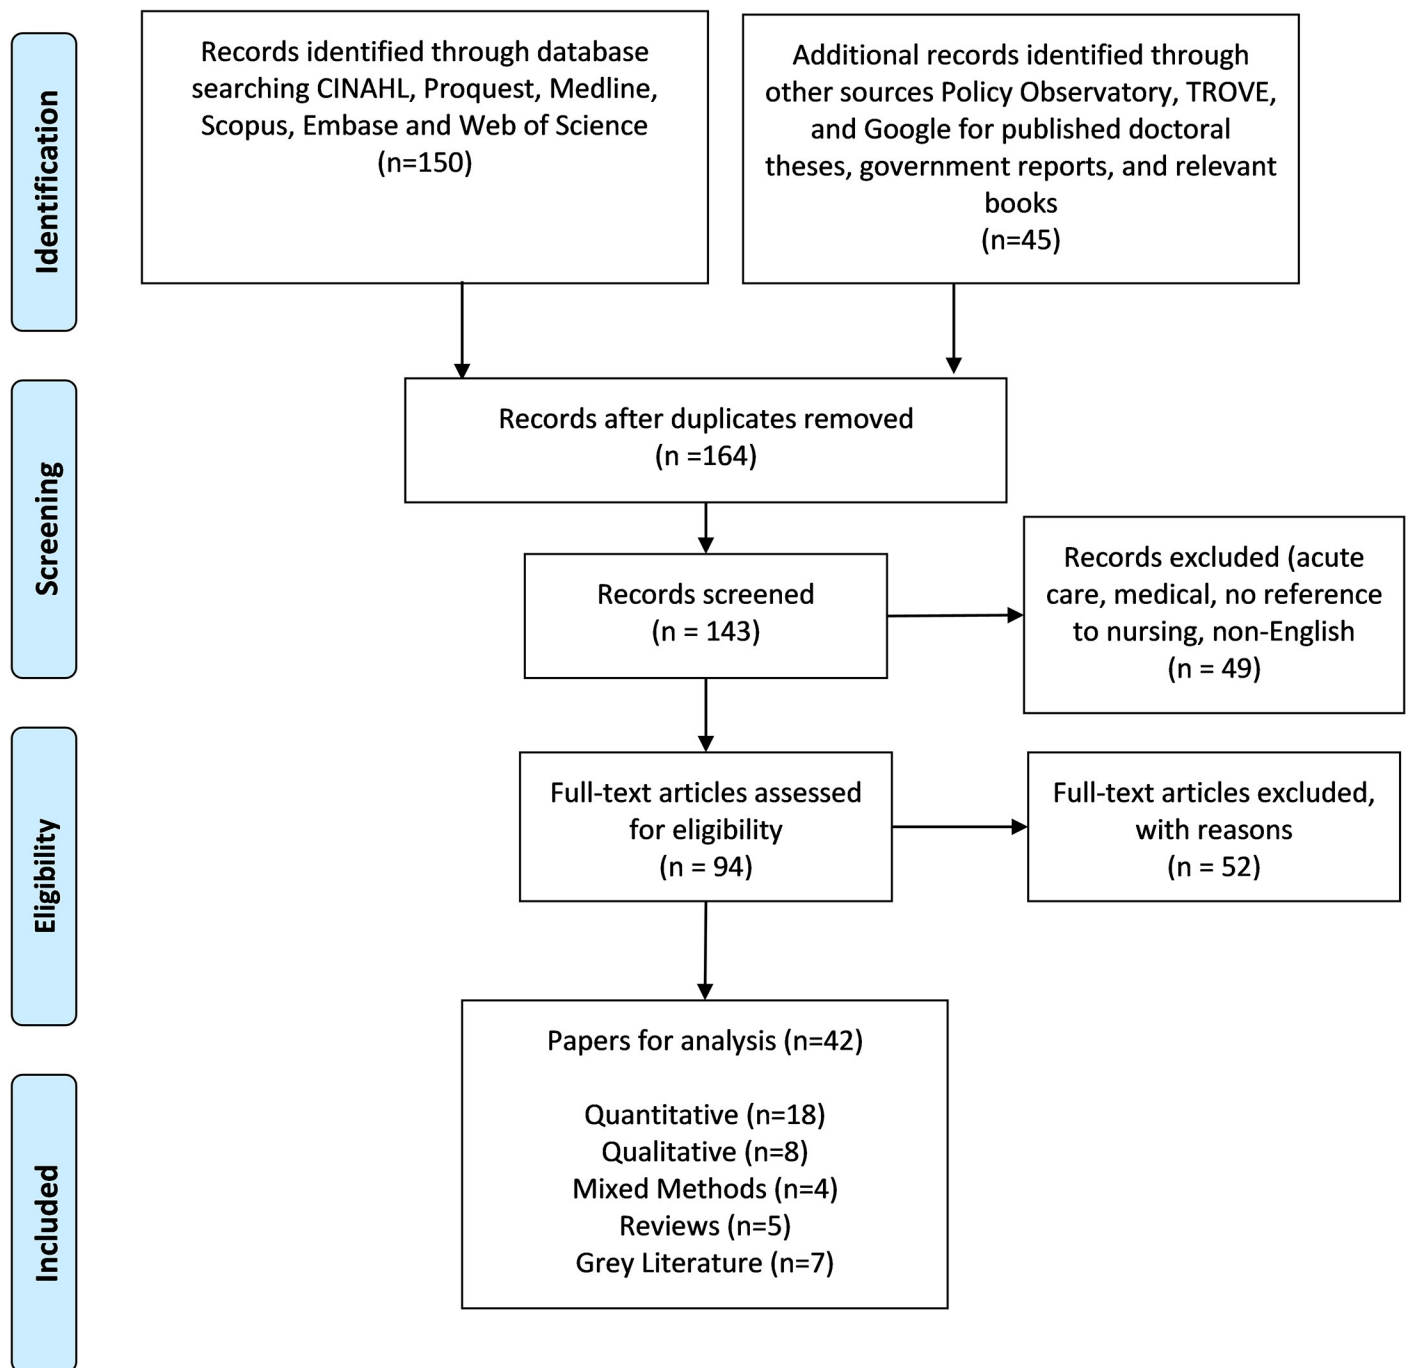 Identification
Records identified through database
searching CINAHL, Proquest, Medline,
Scopus, Embase and Web of Science
(n=150)
Additional records identified through
other sources Policy Observatory, TROVE,
and Google for published doctoral
theses, government reports, and relevant
books
(n=45)
Screening
Records after duplicates removed
(n =164)
Records screened
(n = 143)
Records excluded (acute
care, medical, no reference
to nursing, non-English
(n = 49)
Eligibility
Full-text articles assessed
for eligibility
(n = 94)
Full-text articles excluded,
with reasons
(n = 52)
Included
Papers for analysis (n=42)
Quantitative (n=18)
Qualitative (n=8)
Mixed Methods (n=4)
Reviews (n=5)
Grey Literature (n=7)